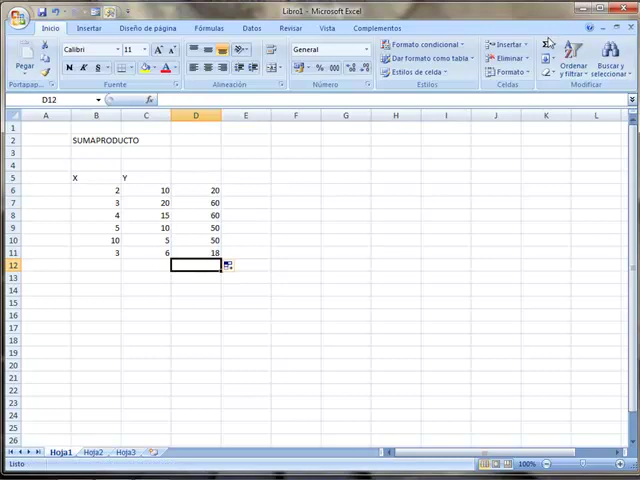 Libro1 - Microsoft Excel
Inicio Insertar Diseño de página Fórmulas Datos Revisar Vista Complementos
Pegar
Portapap...
Calibri 11
N K S
Fuente
Alineación
General
% 000
Número
Formato condicional
Dar formato como tabla
Estilos de celda
Estilos
Insertar
Eliminar
Formato
Celdas
Σ
Ordenar y filtrar
Buscar y seleccionar
Modificar
D12 fx
A B C D E F G H I J K L
1
2 SUMAPRODUCTO
3
4
5 X Y
6 2 10 20
7 3 20 60
8 4 15 60
9 5 10 50
10 10 5 50
11 3 6 18
12
13
14
15
16
17
18
19
20
21
22
23
24
25
26
Hoja1 Hoja2 Hoja3
Listo 100%